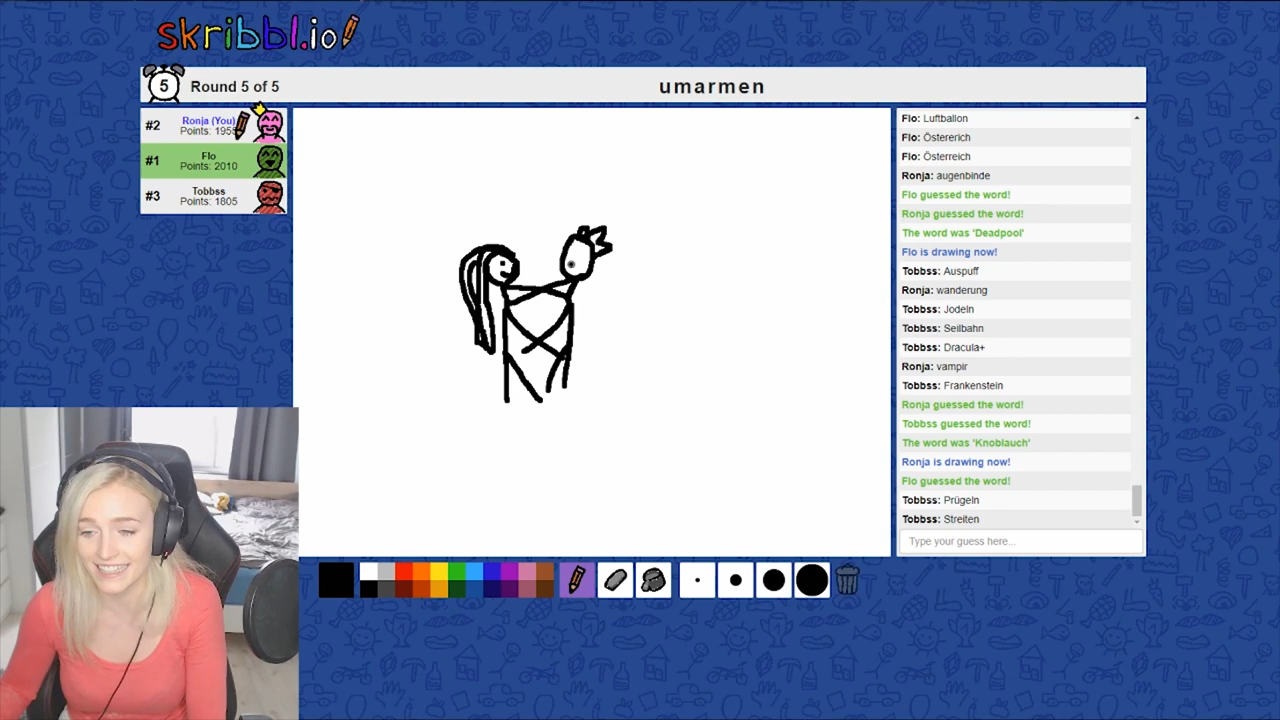 skribbl.io
5
Round 5 of 5
umarmen
#2
Ronja (You)
Points: 1955
#1
Flo
Points: 2010
#3
Tobbss
Points: 1805
Flo: Luftballon
Flo: Östererich
Flo: Österreich
Ronja: augenbinde
Flo guessed the word!
Ronja guessed the word!
The word was 'Deadpool'
Flo is drawing now!
Tobbss: Auspuff
Ronja: wanderung
Tobbss: Jodeln
Tobbss: Seilbahn
Tobbss: Dracula+
Ronja: vampir
Tobbss: Frankenstein
Ronja guessed the word!
Tobbss guessed the word!
The word was 'Knoblauch'
Ronja is drawing now!
Flo guessed the word!
Tobbss: Prügeln
Tobbss: Streiten
Type your guess here...